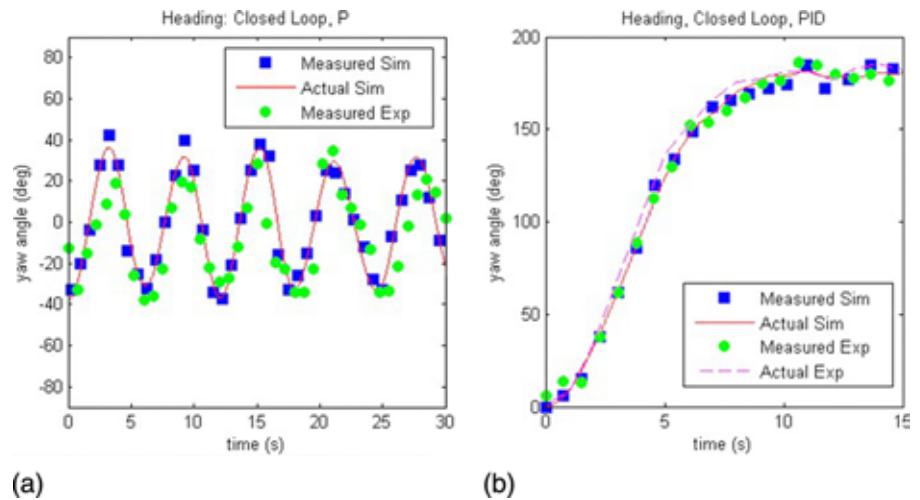 Heading: Closed Loop, P
Measured Sim
Actual Sim
Measured Exp
80
60
40
20
0
-20
-40
-60
-80
yaw angle (deg)
0 5 10 15 20 25 30
time (s)
(a)
Heading, Closed Loop, PID
200
150
100
50
0
yaw angle (deg)
Measured Sim
Actual Sim
Measured Exp
Actual Exp
0 5 10 15
time (s)
(b)